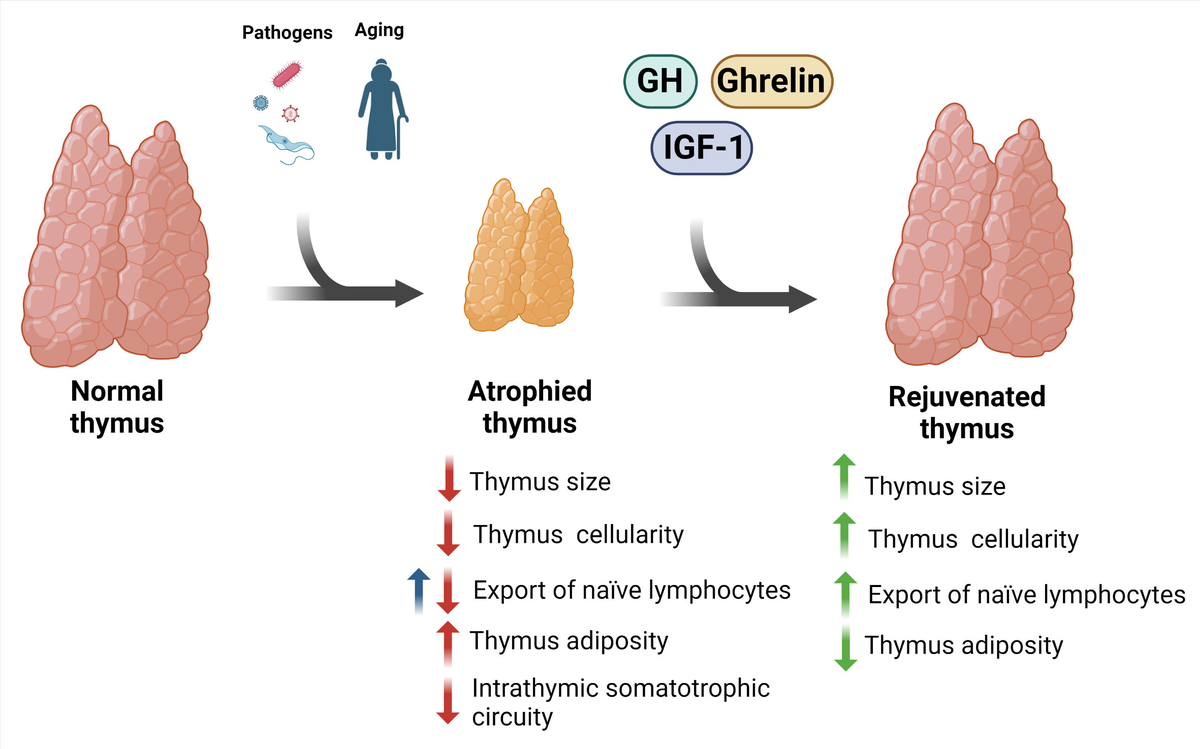 Pathogens
Aging
GH
Ghrelin
IGF-1
Normal
thymus
Atrophied
thymus
Rejuvenated
thymus
Thymus size
Thymus cellularity
Export of naïve lymphocytes
Thymus adiposity
Intrathymic somatotrophic
circuity
Thymus size
Thymus cellularity
Export of naïve lymphocytes
Thymus adiposity